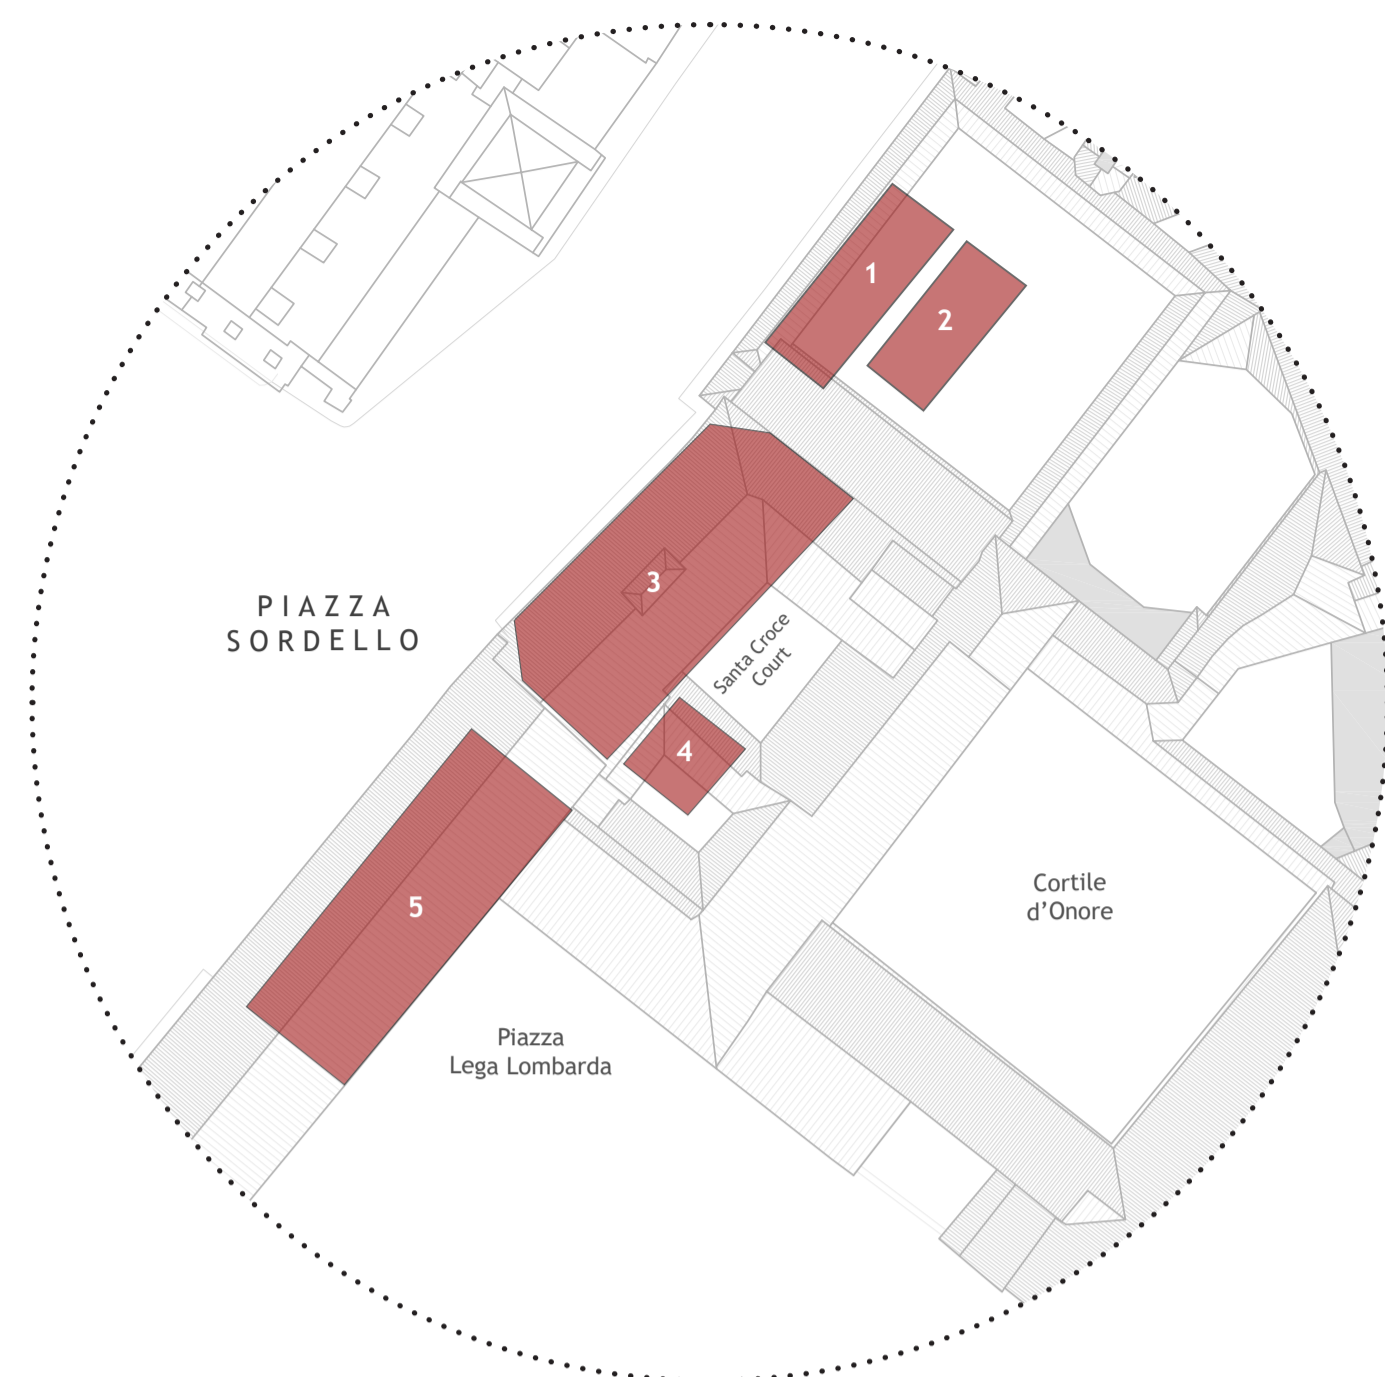 1
2
PIAZZA
SORDELLO
3
Santa Croce
Court
4
5
Cortile
d’Onore
Piazza
Lega Lombarda